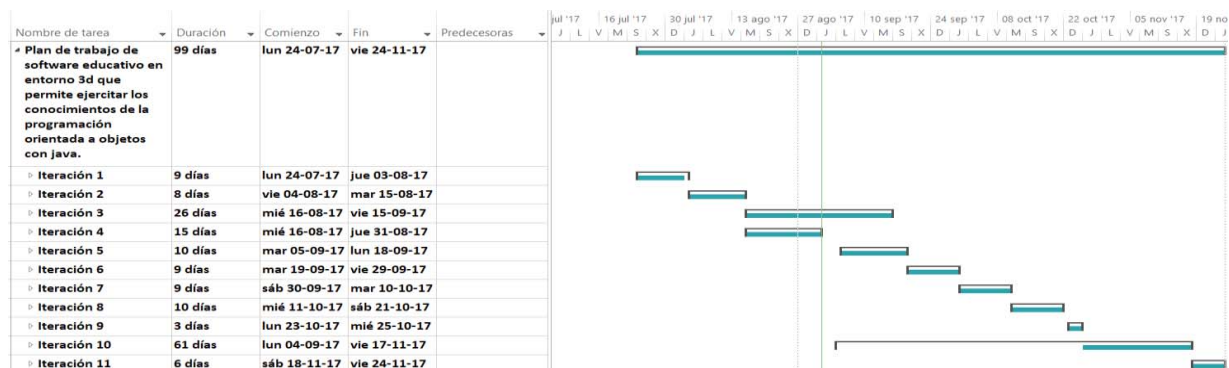 jul '17 16 jul '17 30 jul '17 13 ago '17 27 ago '17 10 sep '17 24 sep '17 08 oct '17 22 oct '17 05 nov '17 19 no
Nombre de tarea Duración Comienzo Fin Predecesoras J L V M S X D J L V M S X D J L V M S X D J L V M S X D J
Plan de trabajo de 99 días lun 24-07-17 vie 24-11-17
software educativo en
entorno 3d que
permite ejercitar los
conocimientos de la
programación
orientada a objetos
con java.
Iteración 1 9 días lun 24-07-17 jue 03-08-17
Iteración 2 8 días vie 04-08-17 mar 15-08-17
Iteración 3 26 días mié 16-08-17 vie 15-09-17
Iteración 4 15 días mié 16-08-17 jue 31-08-17
Iteración 5 10 días mar 05-09-17 lun 18-09-17
Iteración 6 9 días mar 19-09-17 vie 29-09-17
Iteración 7 9 días sáb 30-09-17 mar 10-10-17
Iteración 8 10 días mié 11-10-17 sáb 21-10-17
Iteración 9 3 días lun 23-10-17 mié 25-10-17
Iteración 10 61 días lun 04-09-17 vie 17-11-17
Iteración 11 6 días sáb 18-11-17 vie 24-11-17